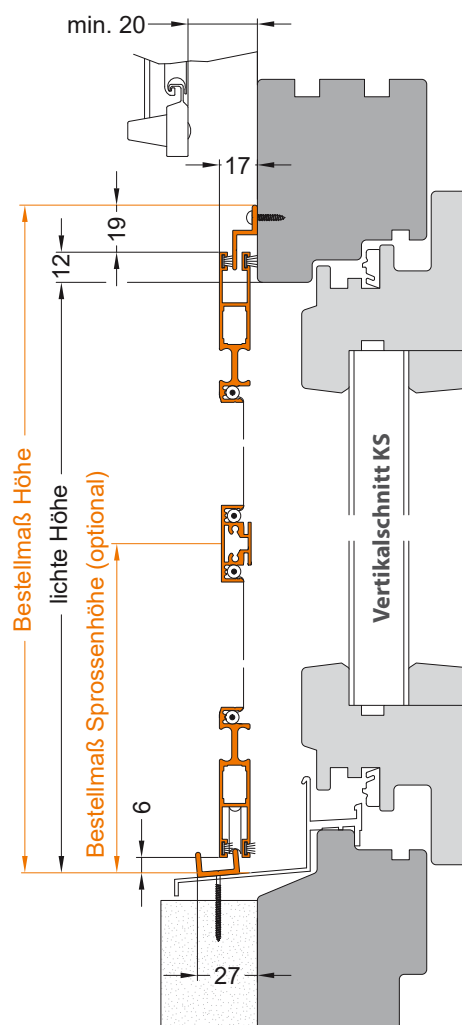 min. 20
17
19
12
Bestellmaß Höhe
lichte Höhe
Bestellmaß Sprossenhöhe (optional)
Vertikalschnitt KS
6
27